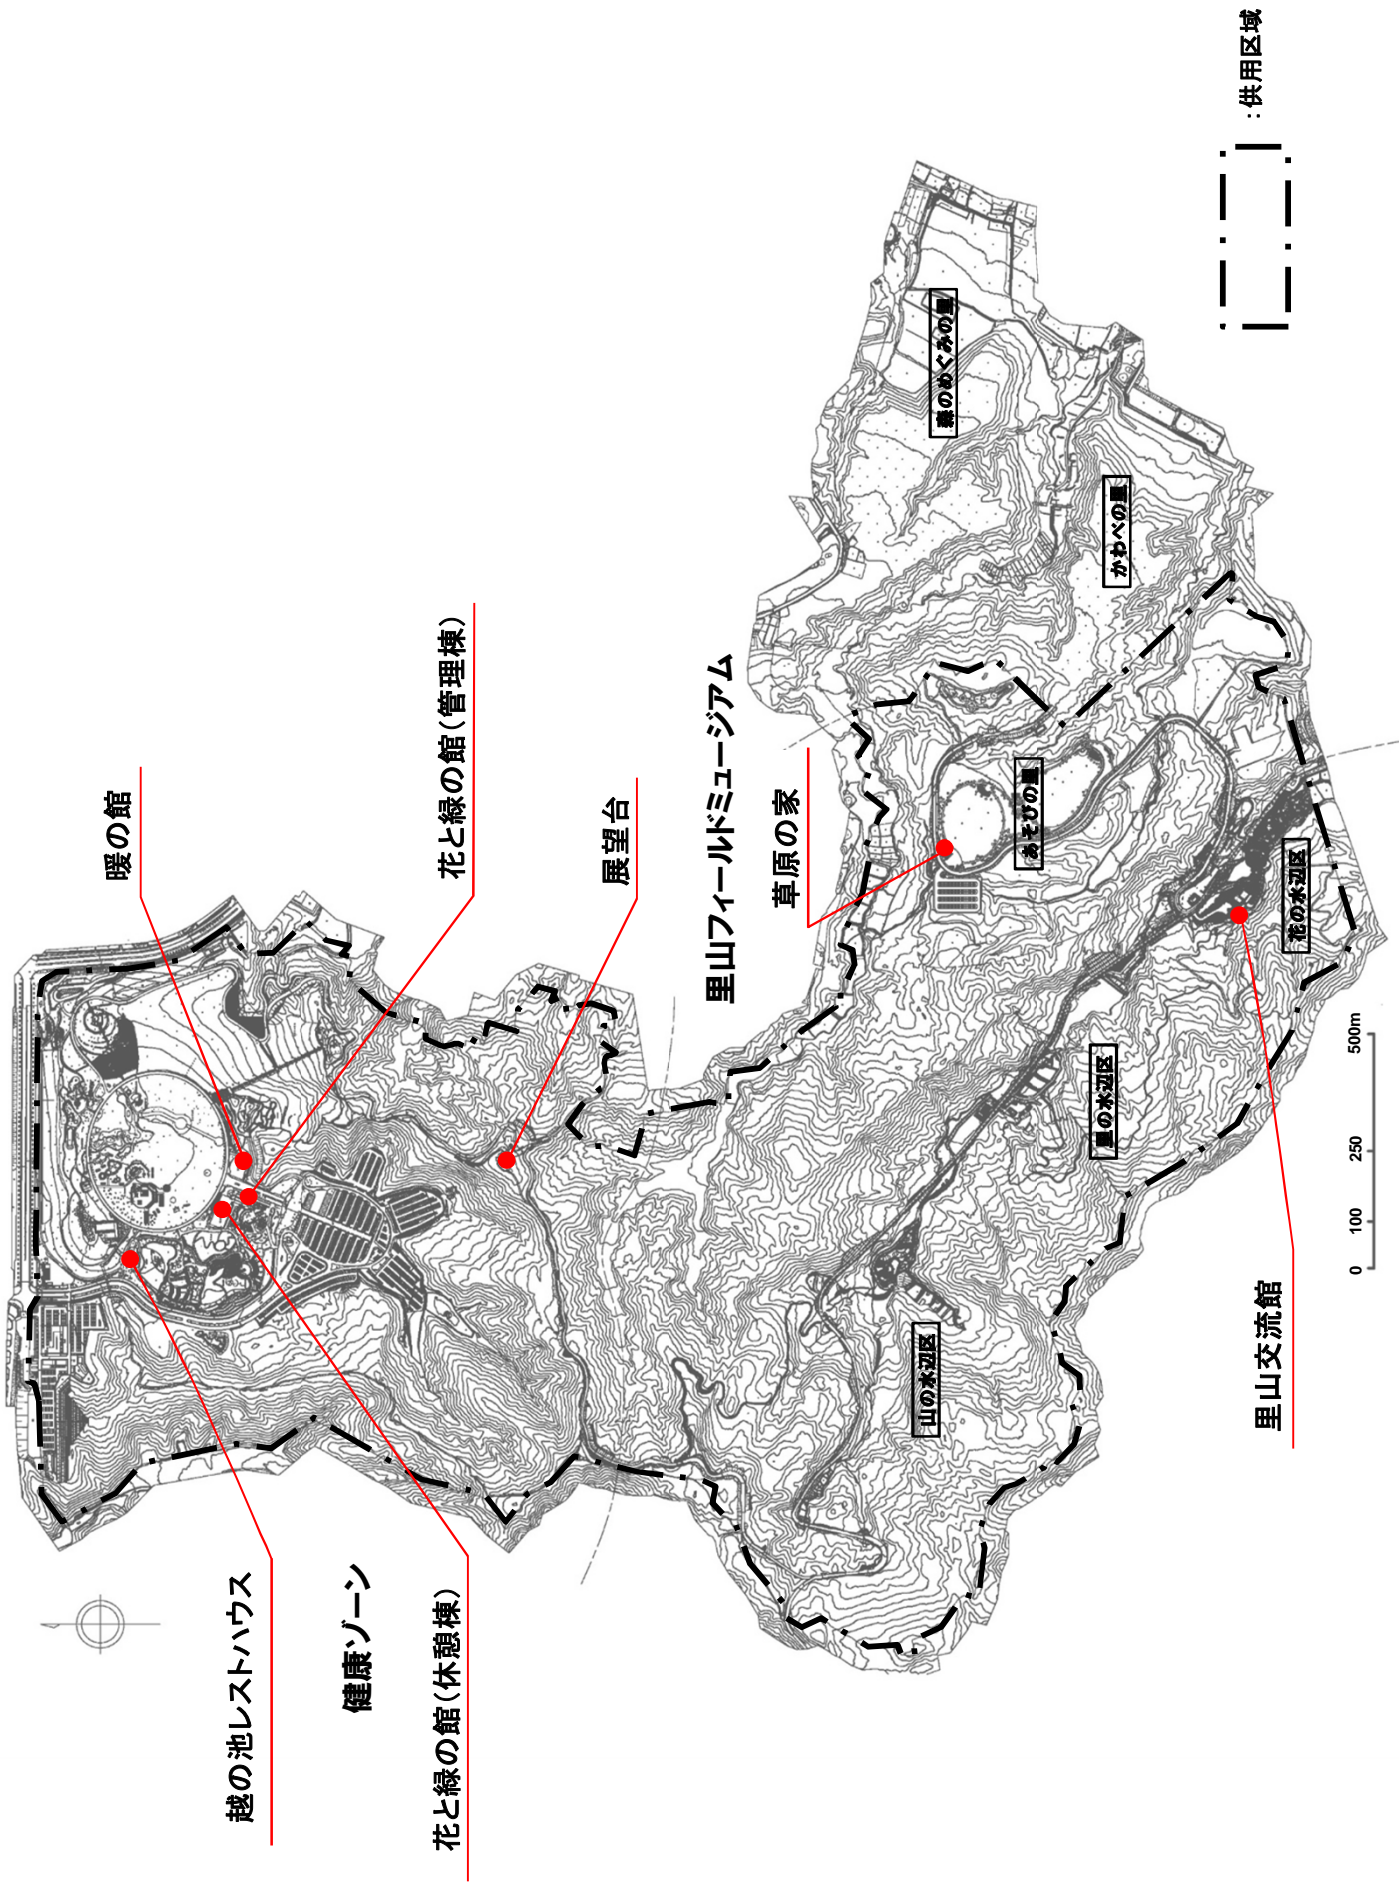 越の池レストハウス
健康ゾーン
花と緑の館(休憩棟)
暖の館
花と緑の館(管理棟)
展望台
里山フィールドミュージアム
草原の家
森のめぐみの里
かわべの里
あそびの里
花の水辺区
里の水辺区
山の水辺区
里山交流館
0 100 250 500m
:供用区域